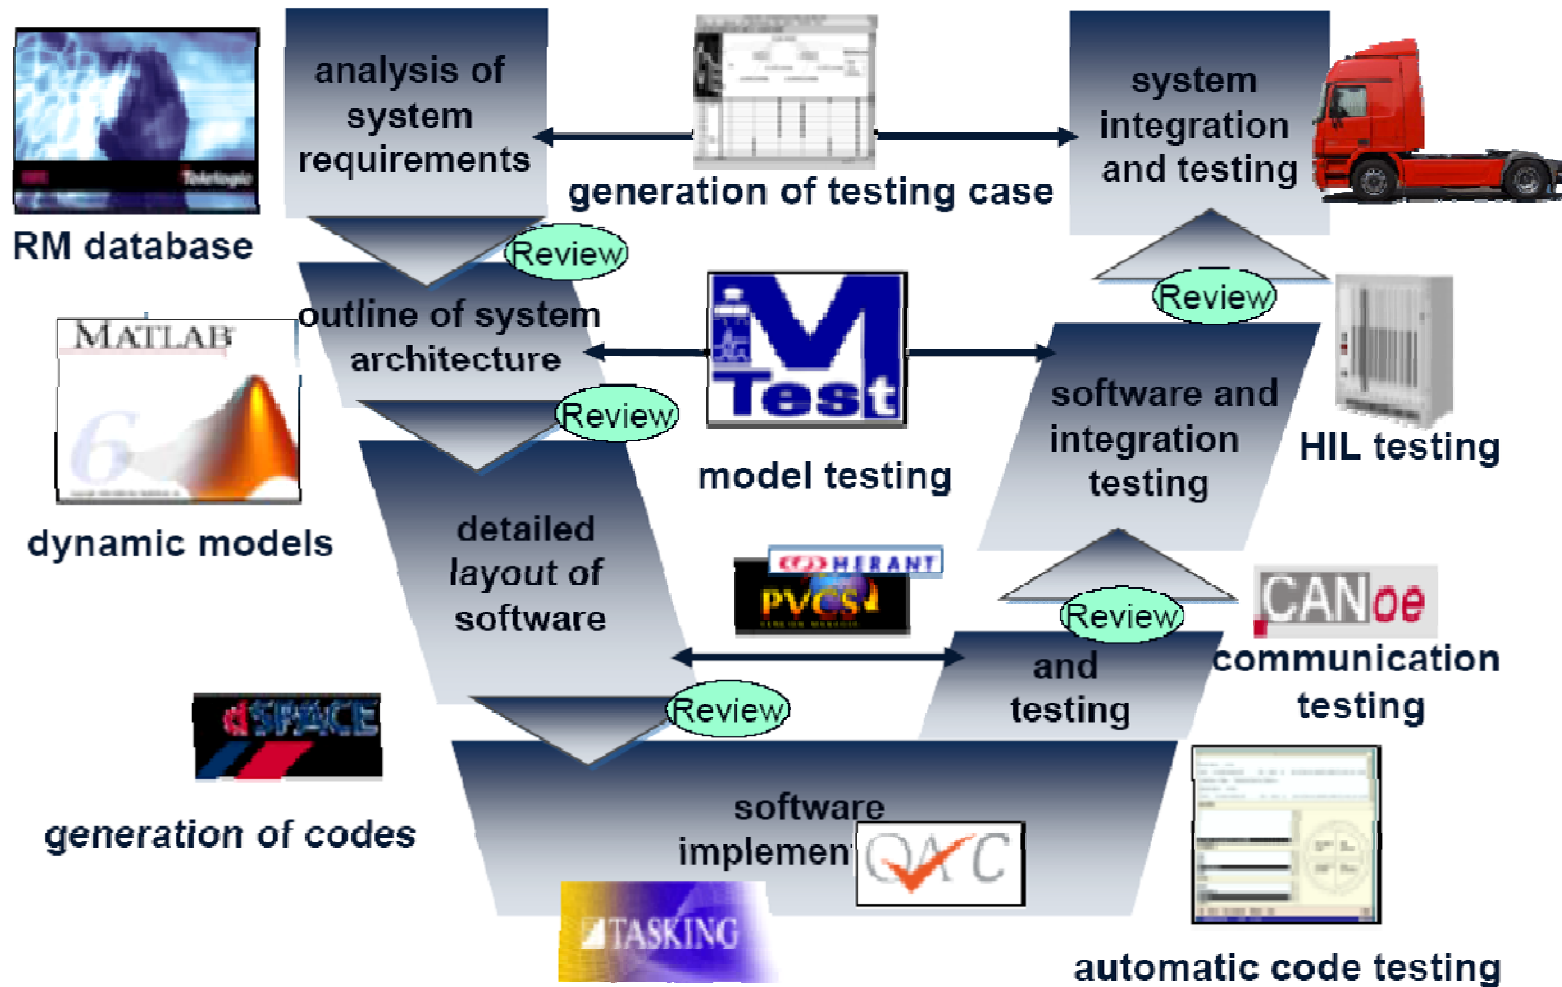 analysis of
system
requirements
generation of testing case
system
integration
and testing
Telelogic
RM database
Review
Review
MATLAB
6
outline of system
architecture
M
Test
model testing
software and
integration
testing
HIL testing
dynamic models
Review
detailed
layout of
software
MERANT
PVCS
Review
CANoe
communication
testing
and
testing
Review
dSPACE
generation of codes
software
implemen
QAC
TASKING
automatic code testing